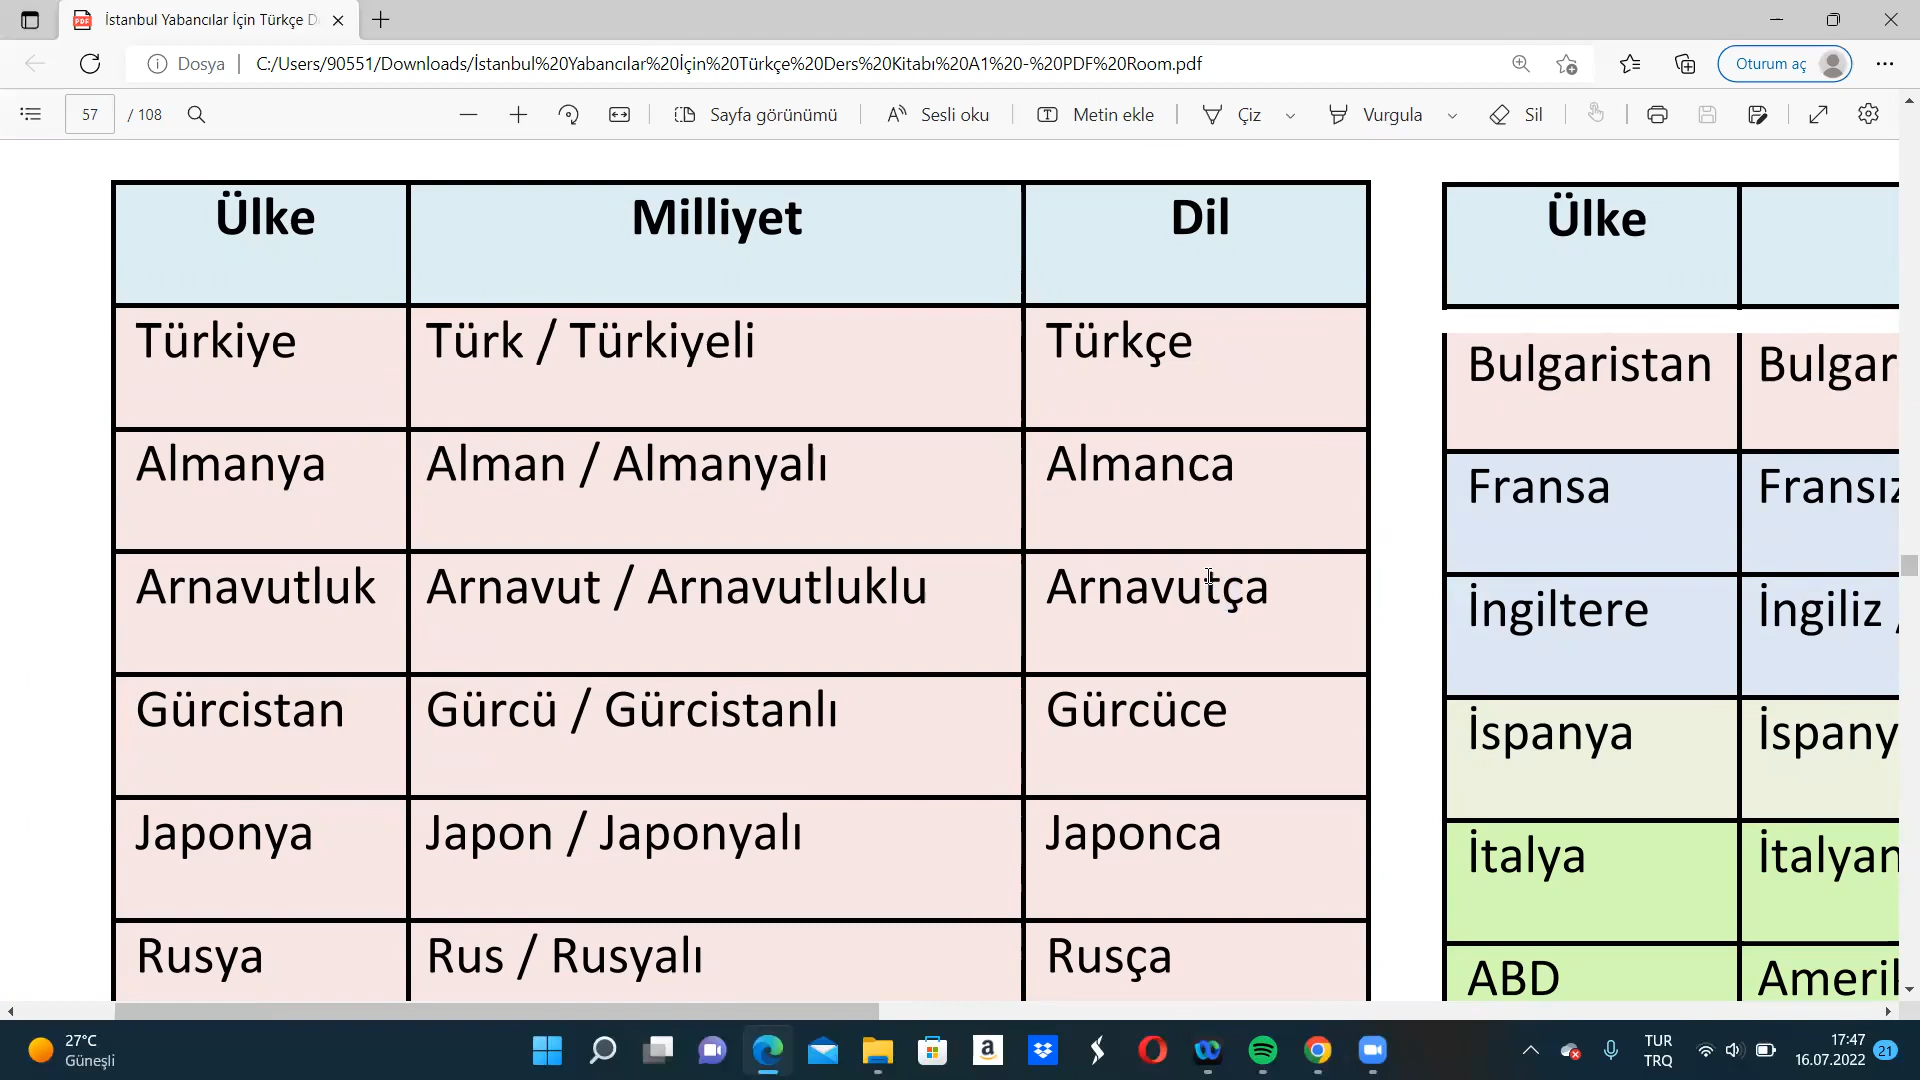 İstanbul Yabancılar İçin Türkçe D
Dosya
C:/Users/90551/Downloads/İstanbul%20Yabancılar%20İçin%20Türkçe%20Ders%20Kitabı%20A1%20-%20PDF%20Room.pdf
Oturum aç
57 / 108
Sayfa görünümü
Sesli oku
Metin ekle
Çiz
Vurgula
Sil
Ülke Milliyet Dil
Türkiye Türk / Türkiyeli Türkçe
Almanya Alman / Almanyalı Almanca
Arnavutluk Arnavut / Arnavutluklu Arnavutça
Gürcistan Gürcü / Gürcistanlı Gürcüce
Japonya Japon / Japonyalı Japonca
Rusya Rus / Rusyalı Rusça
Ülke
Bulgaristan Bulgar
Fransa Fransız
İngiltere İngiliz /
İspanya İspany
İtalya İtalyan
ABD Amerik
27°C
Güneşli
TUR
TRQ
17:47
16.07.2022
21